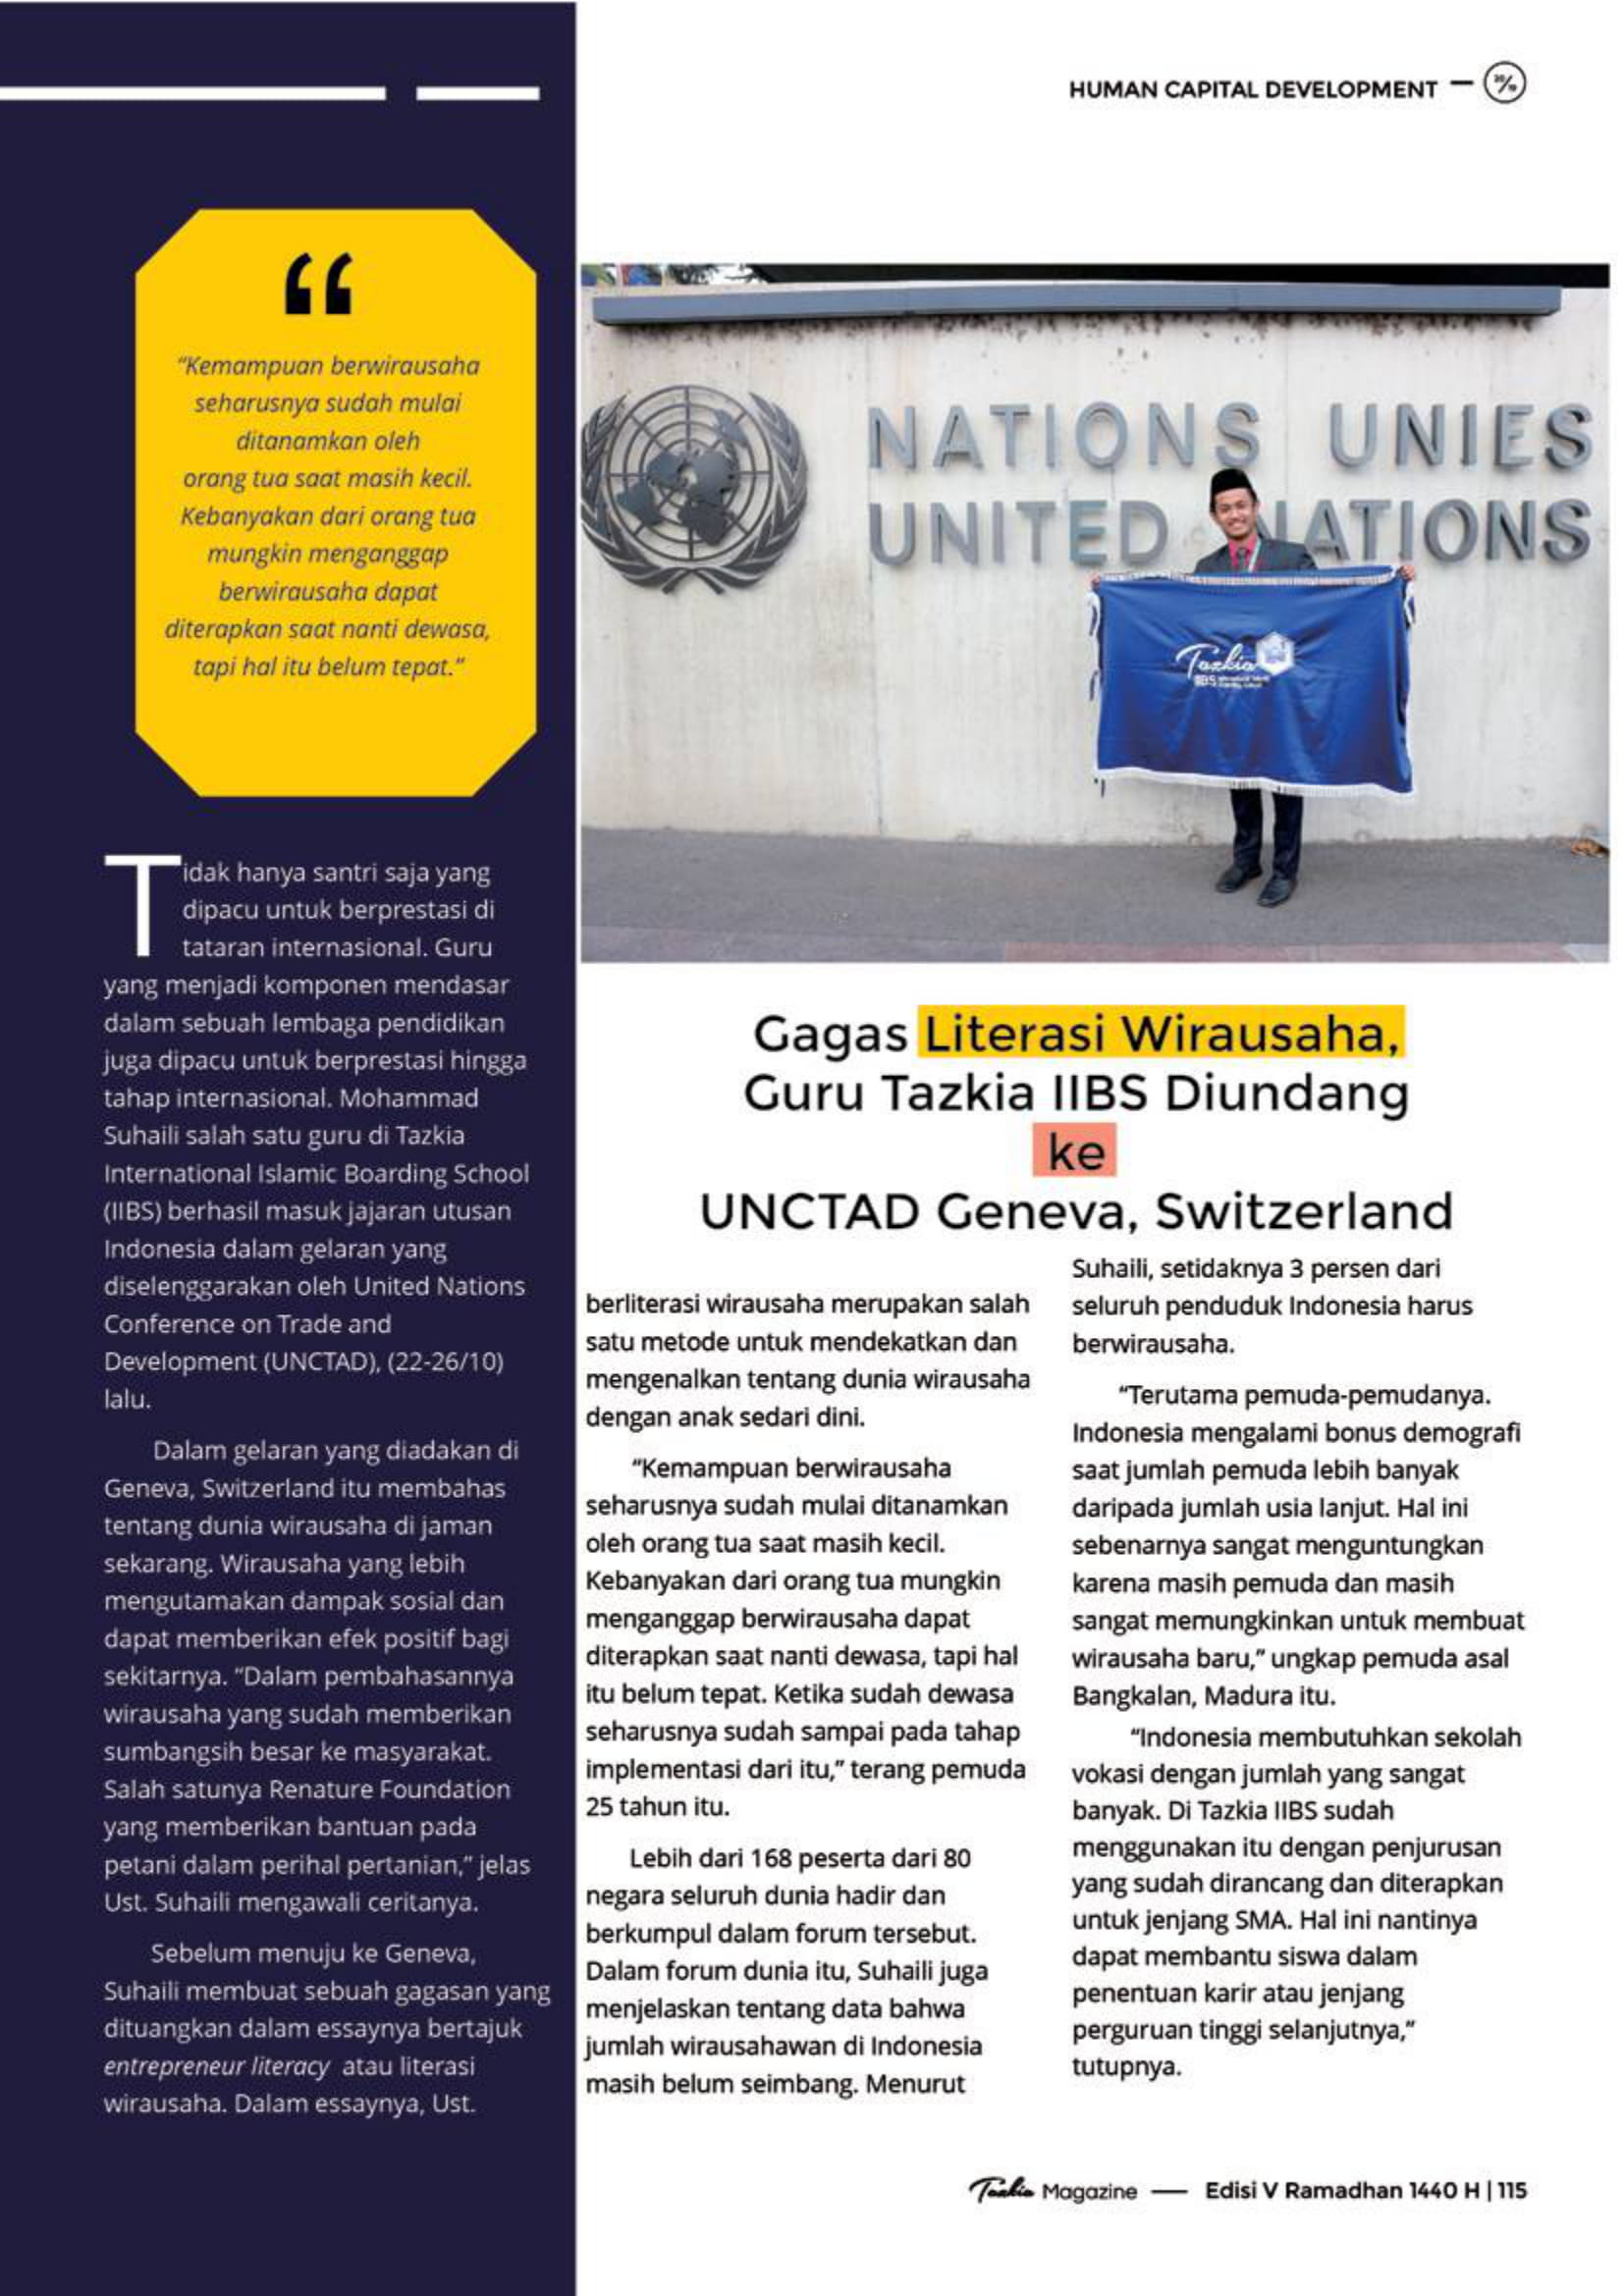 HUMAN CAPITAL DEVELOPMENT —
“
“Kemampuan berwirausaha
seharusnya sudah mulai
ditanamkan oleh
orang tua saat masih kecil.
Kebanyakan dari orang tua
mungkin menganggap
berwirausaha dapat
diterapkan saat nanti dewasa,
tapi hal itu belum tepat.”
NATIONS UNIES
UNITED NATIONS
Tazkia
IIBS
Gagas Literasi Wirausaha,
Guru Tazkia IIBS Diundang
ke
UNCTAD Geneva, Switzerland
Tidak hanya santri saja yang
dipacu untuk berprestasi di
tataran internasional. Guru
yang menjadi komponen mendasar
dalam sebuah lembaga pendidikan
juga dipacu untuk berprestasi hingga
tahap internasional. Mohammad
Suhaili salah satu guru di Tazkia
International Islamic Boarding School
(IIBS) berhasil masuk jajaran utusan
Indonesia dalam gelaran yang
diselenggarakan oleh United Nations
Conference on Trade and
Development (UNCTAD), (22-26/10)
lalu.
Dalam gelaran yang diadakan di
Geneva, Switzerland itu membahas
tentang dunia wirausaha di jaman
sekarang. Wirausaha yang lebih
mengutamakan dampak sosial dan
dapat memberikan efek positif bagi
sekitarnya. “Dalam pembahasannya
wirausaha yang sudah memberikan
sumbangsih besar ke masyarakat.
Salah satunya Renature Foundation
yang memberikan bantuan pada
petani dalam perihal pertanian,” jelas
Ust. Suhaili mengawali ceritanya.
Sebelum menuju ke Geneva,
Suhaili membuat sebuah gagasan yang
dituangkan dalam essaynya bertajuk
entrepreneur literacy atau literasi
wirausaha. Dalam essaynya, Ust.
berliterasi wirausaha merupakan salah
satu metode untuk mendekatkan dan
mengenalkan tentang dunia wirausaha
dengan anak sedari dini.
“Kemampuan berwirausaha
seharusnya sudah mulai ditanamkan
oleh orang tua saat masih kecil.
Kebanyakan dari orang tua mungkin
menganggap berwirausaha dapat
diterapkan saat nanti dewasa, tapi hal
itu belum tepat. Ketika sudah dewasa
seharusnya sudah sampai pada tahap
implementasi dari itu,” terang pemuda
25 tahun itu.
Lebih dari 168 peserta dari 80
negara seluruh dunia hadir dan
berkumpul dalam forum tersebut.
Dalam forum dunia itu, Suhaili juga
menjelaskan tentang data bahwa
jumlah wirausahawan di Indonesia
masih belum seimbang. Menurut
Suhaili, setidaknya 3 persen dari
seluruh penduduk Indonesia harus
berwirausaha.
“Terutama pemuda-pemudanya.
Indonesia mengalami bonus demografi
saat jumlah pemuda lebih banyak
daripada jumlah usia lanjut. Hal ini
sebenarnya sangat menguntungkan
karena masih pemuda dan masih
sangat memungkinkan untuk membuat
wirausaha baru,” ungkap pemuda asal
Bangkalan, Madura itu.
“Indonesia membutuhkan sekolah
vokasi dengan jumlah yang sangat
banyak. Di Tazkia IIBS sudah
menggunakan itu dengan penjurusan
yang sudah dirancang dan diterapkan
untuk jenjang SMA. Hal ini nantinya
dapat membantu siswa dalam
penentuan karir atau jenjang
perguruan tinggi selanjutnya,”
tutupnya.
Tazkia Magazine — Edisi V Ramadhan 1440 H | 115